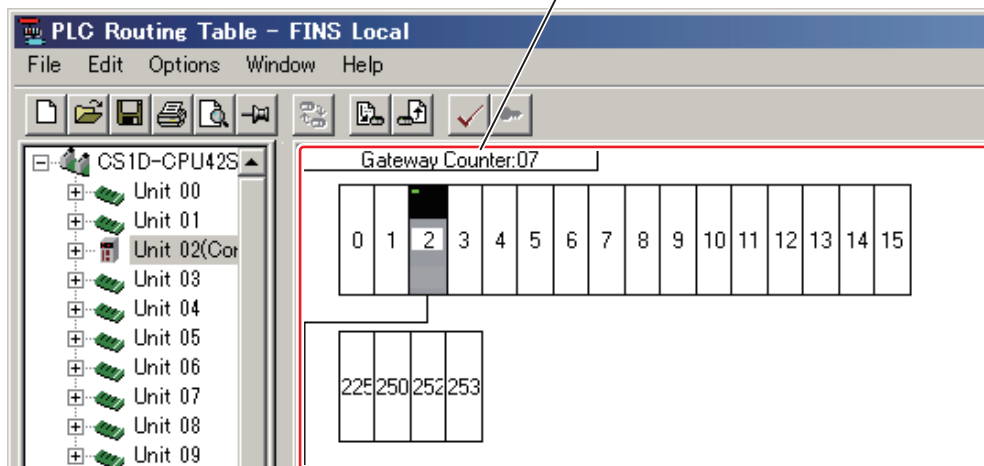 PLC Routing Table - FINS Local
File Edit Options Window Help
CS1D-CPU42S
Unit 00
Unit 01
Unit 02(Cor
Unit 03
Unit 04
Unit 05
Unit 06
Unit 07
Unit 08
Unit 09
Gateway Counter:07
0 1 2 3 4 5 6 7 8 9 10 11 12 13 14 15
225 250 252 253